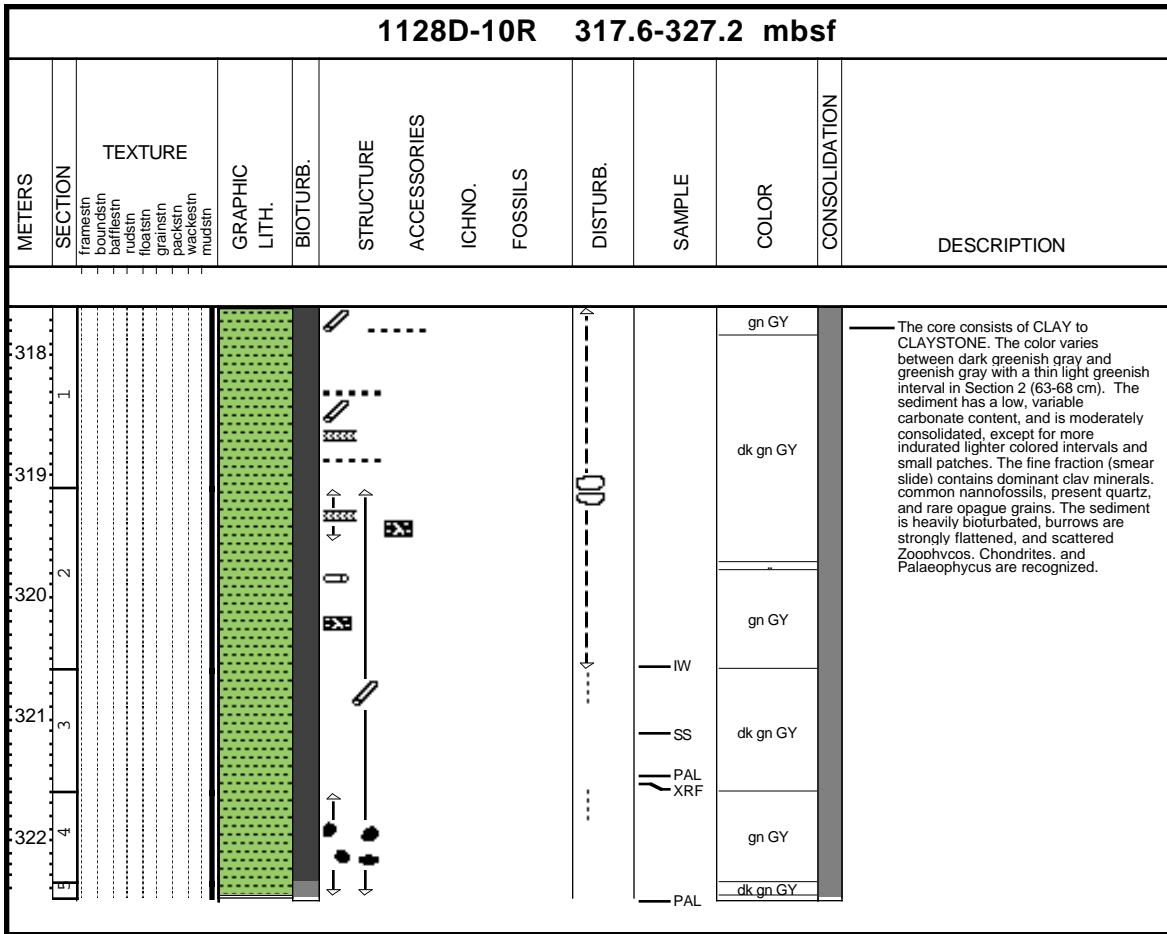 1128D-10R 317.6-327.2 mbsf
METERS
SECTION
TEXTURE
framestn
boundstn
bafflestn
rudstn
floatstn
grainstn
packstn
wackestn
mudstn
GRAPHIC
LITH.
BIOTURB.
STRUCTURE
ACCESSORIES
ICHNO.
FOSSILS
DISTURB.
SAMPLE
COLOR
CONSOLIDATION
DESCRIPTION
318
319
320
321
322
1
2
3
4
5
IW
SS
PAL
XRF
PAL
gn GY
dk gn GY
gn GY
dk gn GY
gn GY
dk gn GY
The core consists of CLAY to
CLAYSTONE. The color varies
between dark greenish gray and
greenish gray with a thin light greenish
interval in Section 2 (63-68 cm). The
sediment has a low, variable
carbonate content, and is moderately
consolidated, except for more
indurated lighter colored intervals and
small patches. The fine fraction (smear
slide) contains dominant clay minerals,
common nannofossils, present quartz,
and rare opague grains. The sediment
is heavily bioturbated, burrows are
strongly flattened, and scattered
Zoophycos, Chondrites, and
Palaeophycus are recognized.